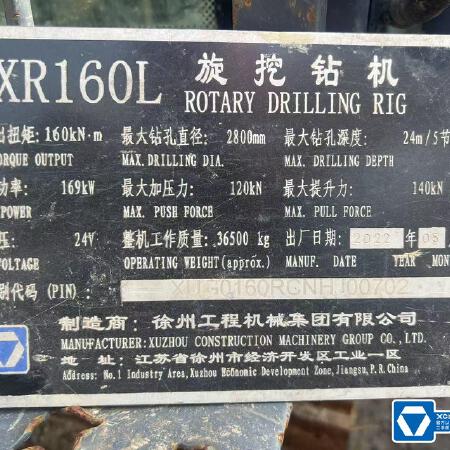 XR160L 旋挖钻机
ROTARY DRILLING RIG
出扭矩: 160kN·m 最大钻孔直径: 2800mm 最大钻孔深度: 24m/5节
TORQUE OUTPUT MAX. DRILLING DIA. MAX. DRILLING DEPTH
功率: 169kW 最大加压力: 120kN 最大提升力: 140kN
POWER MAX. PUSH FORCE MAX. PULL FORCE
压: 24V 整机工作质量: 36500 kg 出厂日期: 2022 年 05
VOLTAGE OPERATING WEIGHT(approx.) MANUF. DATE YEAR MON
别代码 (PIN):
制造商: 徐州工程机械集团有限公司
MANUFACTURER: XUZHOU CONSTRUCTION MACHINERY GROUP CO., LTD.
地 址: 江苏省徐州市经济开发区工业一区
Address: No.1 Industry Area, Xuzhou Economic Development Zone, Jiangsu, P.R.China